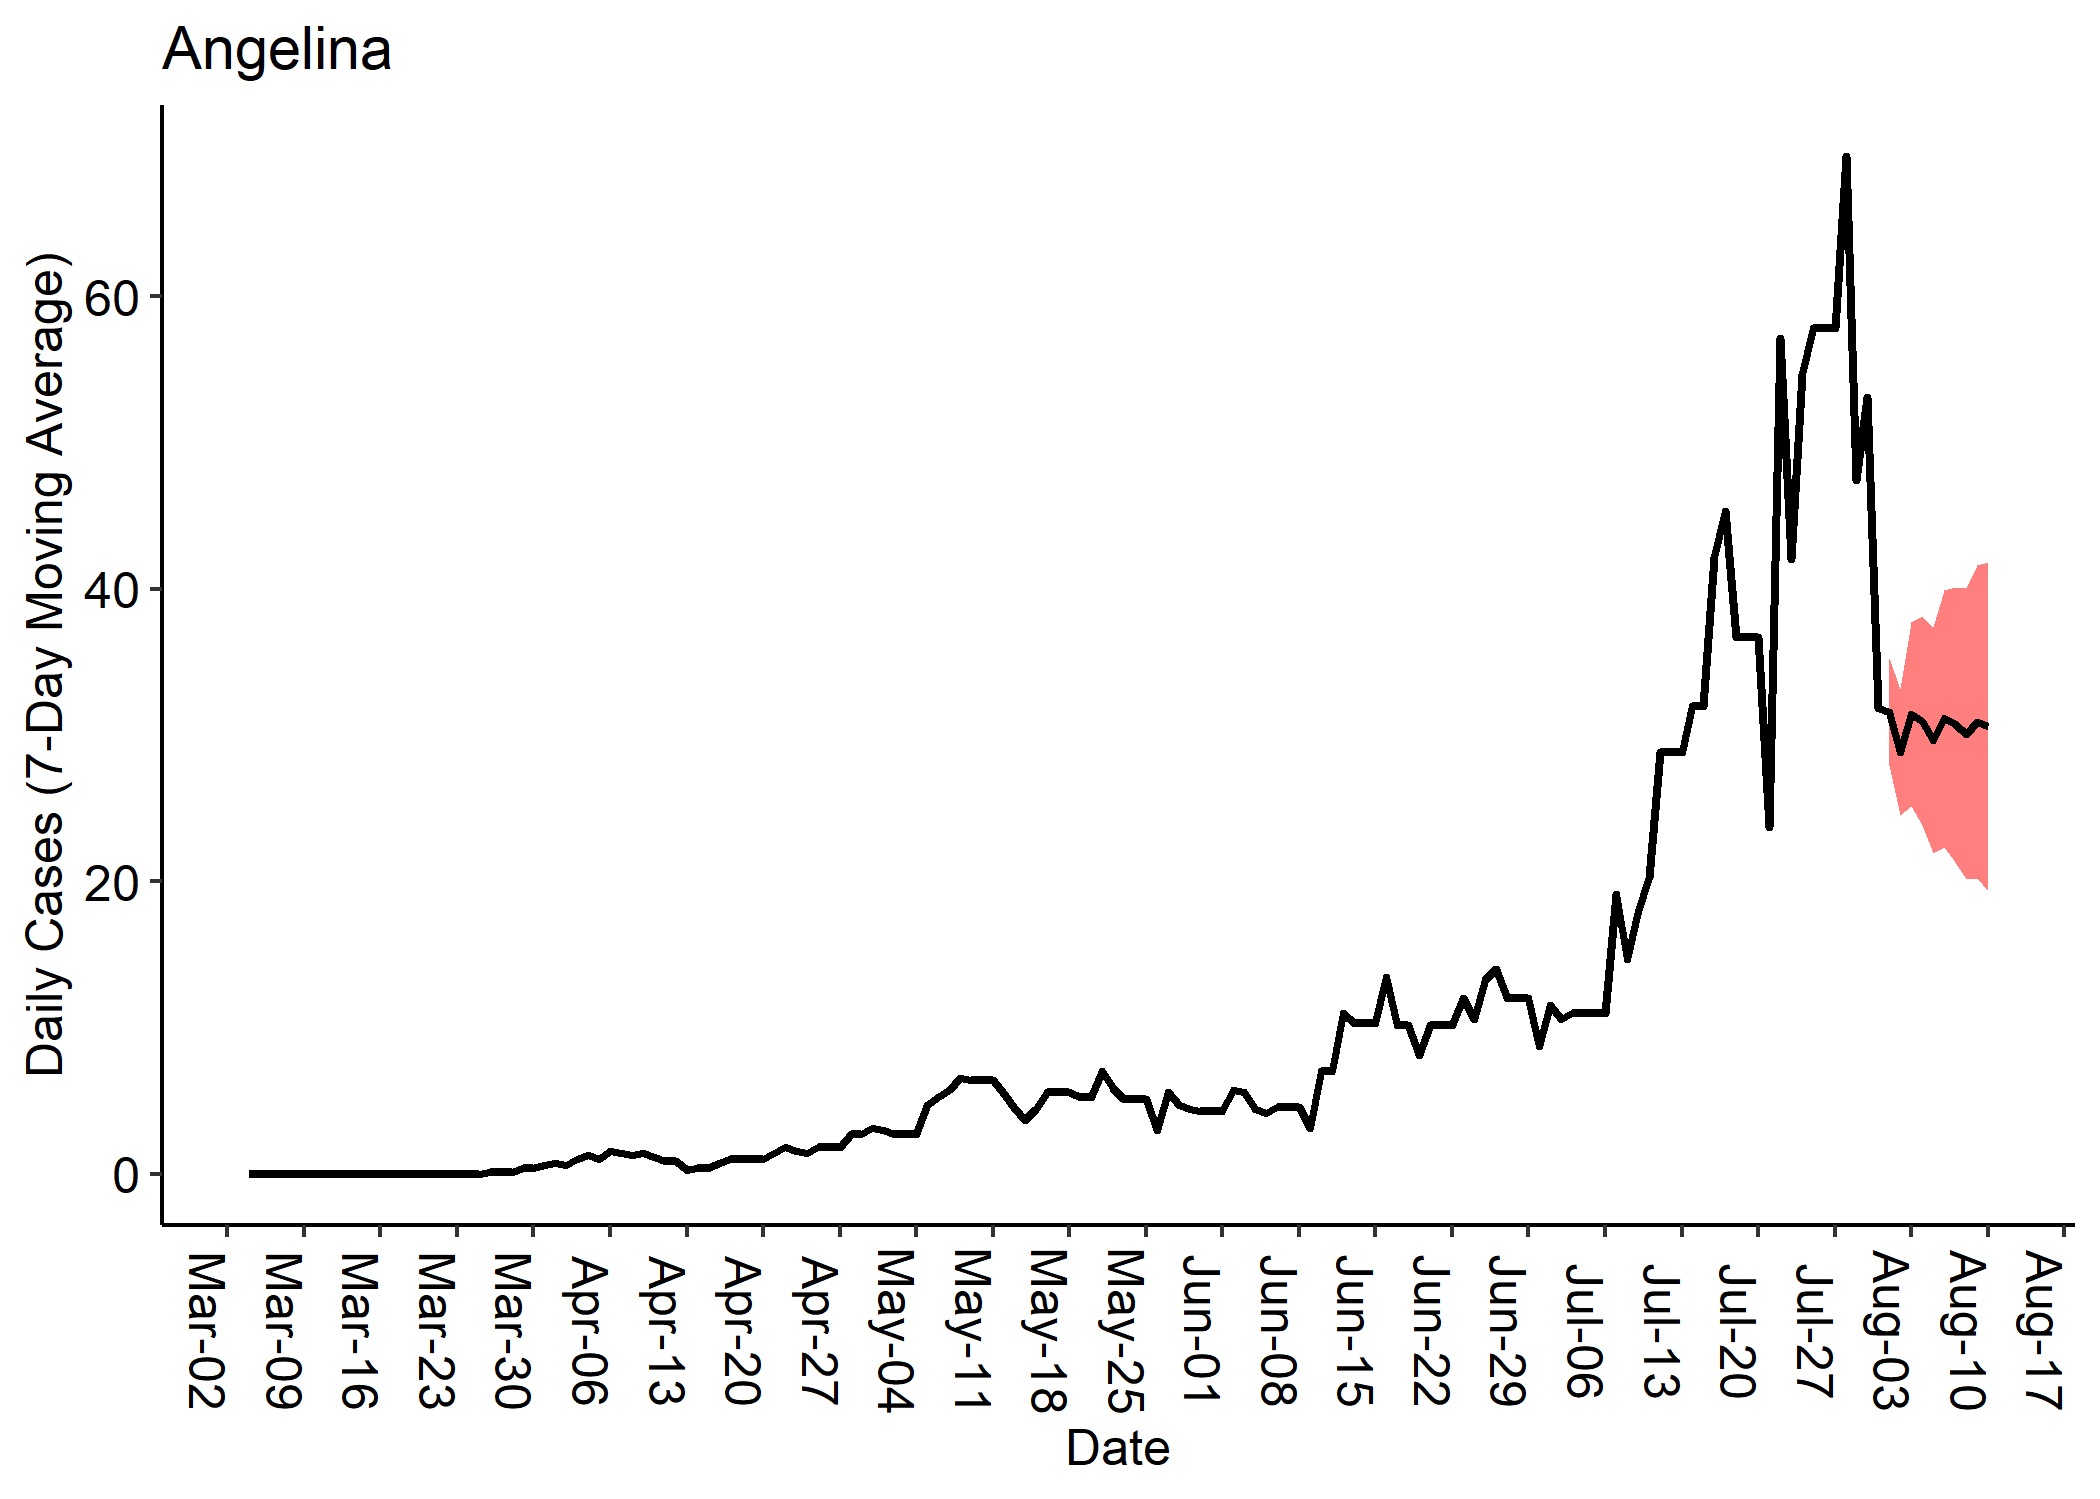 Angelina
Daily Cases (7-Day Moving Average)
60
40
20
0
Mar-02
Mar-09
Mar-16
Mar-23
Mar-30
Apr-06
Apr-13
Apr-20
Apr-27
May-04
May-11
May-18
May-25
Jun-01
Jun-08
Jun-15
Jun-22
Jun-29
Jul-06
Jul-13
Jul-20
Jul-27
Aug-03
Aug-10
Aug-17
Date